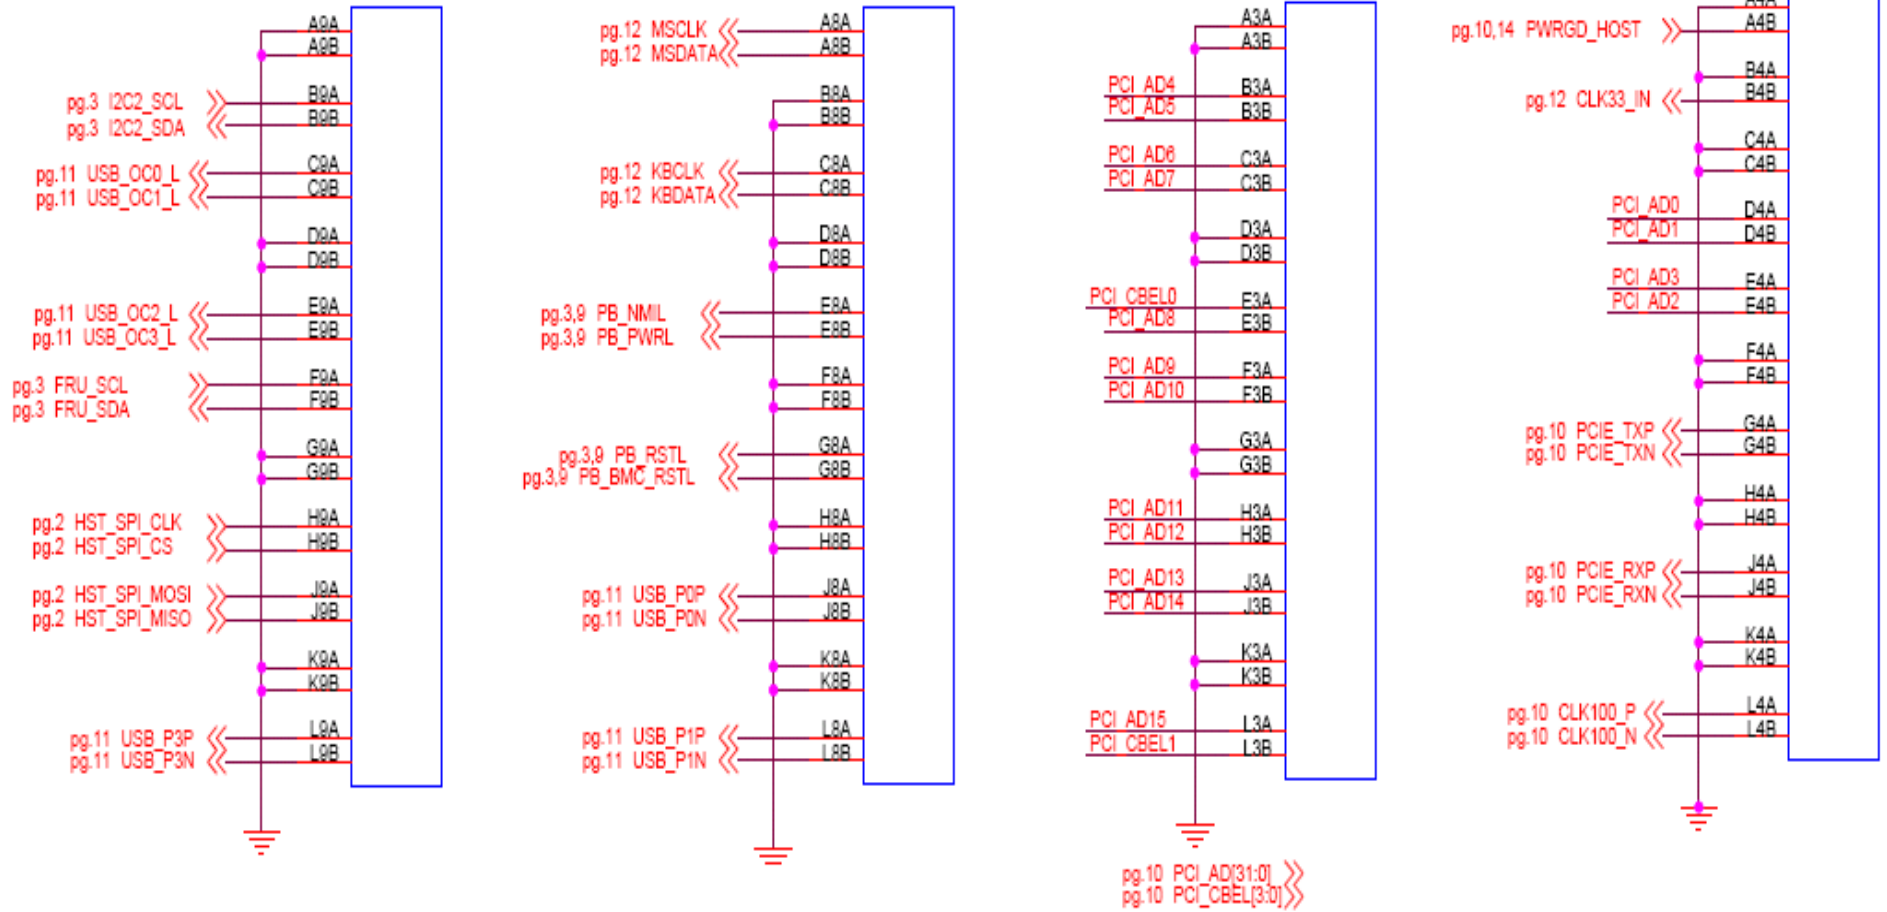 A9A
A9B
pg.3 I2C2_SCL B9A
pg.3 I2C2_SDA B9B
pg.11 USB_OC0_L C9A
pg.11 USB_OC1_L C9B
D9A
D9B
pg.11 USB_OC2_L E9A
pg.11 USB_OC3_L E9B
pg.3 FRU_SCL F9A
pg.3 FRU_SDA F9B
G9A
G9B
pg.2 HST_SPI_CLK H9A
pg.2 HST_SPI_CS H9B
pg.2 HST_SPI_MOSI J9A
pg.2 HST_SPI_MISO J9B
K9A
K9B
pg.11 USB_P3P L9A
pg.11 USB_P3N L9B
pg.12 MSCLK A8A
pg.12 MSDATA A8B
B8A
B8B
pg.12 KBCLK C8A
pg.12 KBDATA C8B
D8A
D8B
pg.3,9 PB_NMIL E8A
pg.3,9 PB_PWRL E8B
F8A
F8B
pg.3,9 PB_RSTL G8A
pg.3,9 PB_BMC_RSTL G8B
H8A
H8B
pg.11 USB_P0P J8A
pg.11 USB_P0N J8B
K8A
K8B
pg.11 USB_P1P L8A
pg.11 USB_P1N L8B
A3A
A3B
PCI_AD4 B3A
PCI_AD5 B3B
PCI_AD6 C3A
PCI_AD7 C3B
D3A
D3B
PCI_CBEL0 E3A
PCI_AD8 E3B
PCI_AD9 F3A
PCI_AD10 F3B
G3A
G3B
PCI_AD11 H3A
PCI_AD12 H3B
PCI_AD13 J3A
PCI_AD14 J3B
K3A
K3B
PCI_AD15 L3A
PCI_CBEL1 L3B
pg.10 PCI_AD[31:0]
pg.10 PCI_CBEL[3:0]
pg.10,14 PWRGD_HOST A4B
B4A
pg.12 CLK33_IN B4B
C4A
C4B
PCI_AD0 D4A
PCI_AD1 D4B
PCI_AD3 E4A
PCI_AD2 E4B
F4A
F4B
pg.10 PCIE_TXP G4A
pg.10 PCIE_TXN G4B
H4A
H4B
pg.10 PCIE_RXP J4A
pg.10 PCIE_RXN J4B
K4A
K4B
pg.10 CLK100_P L4A
pg.10 CLK100_N L4B